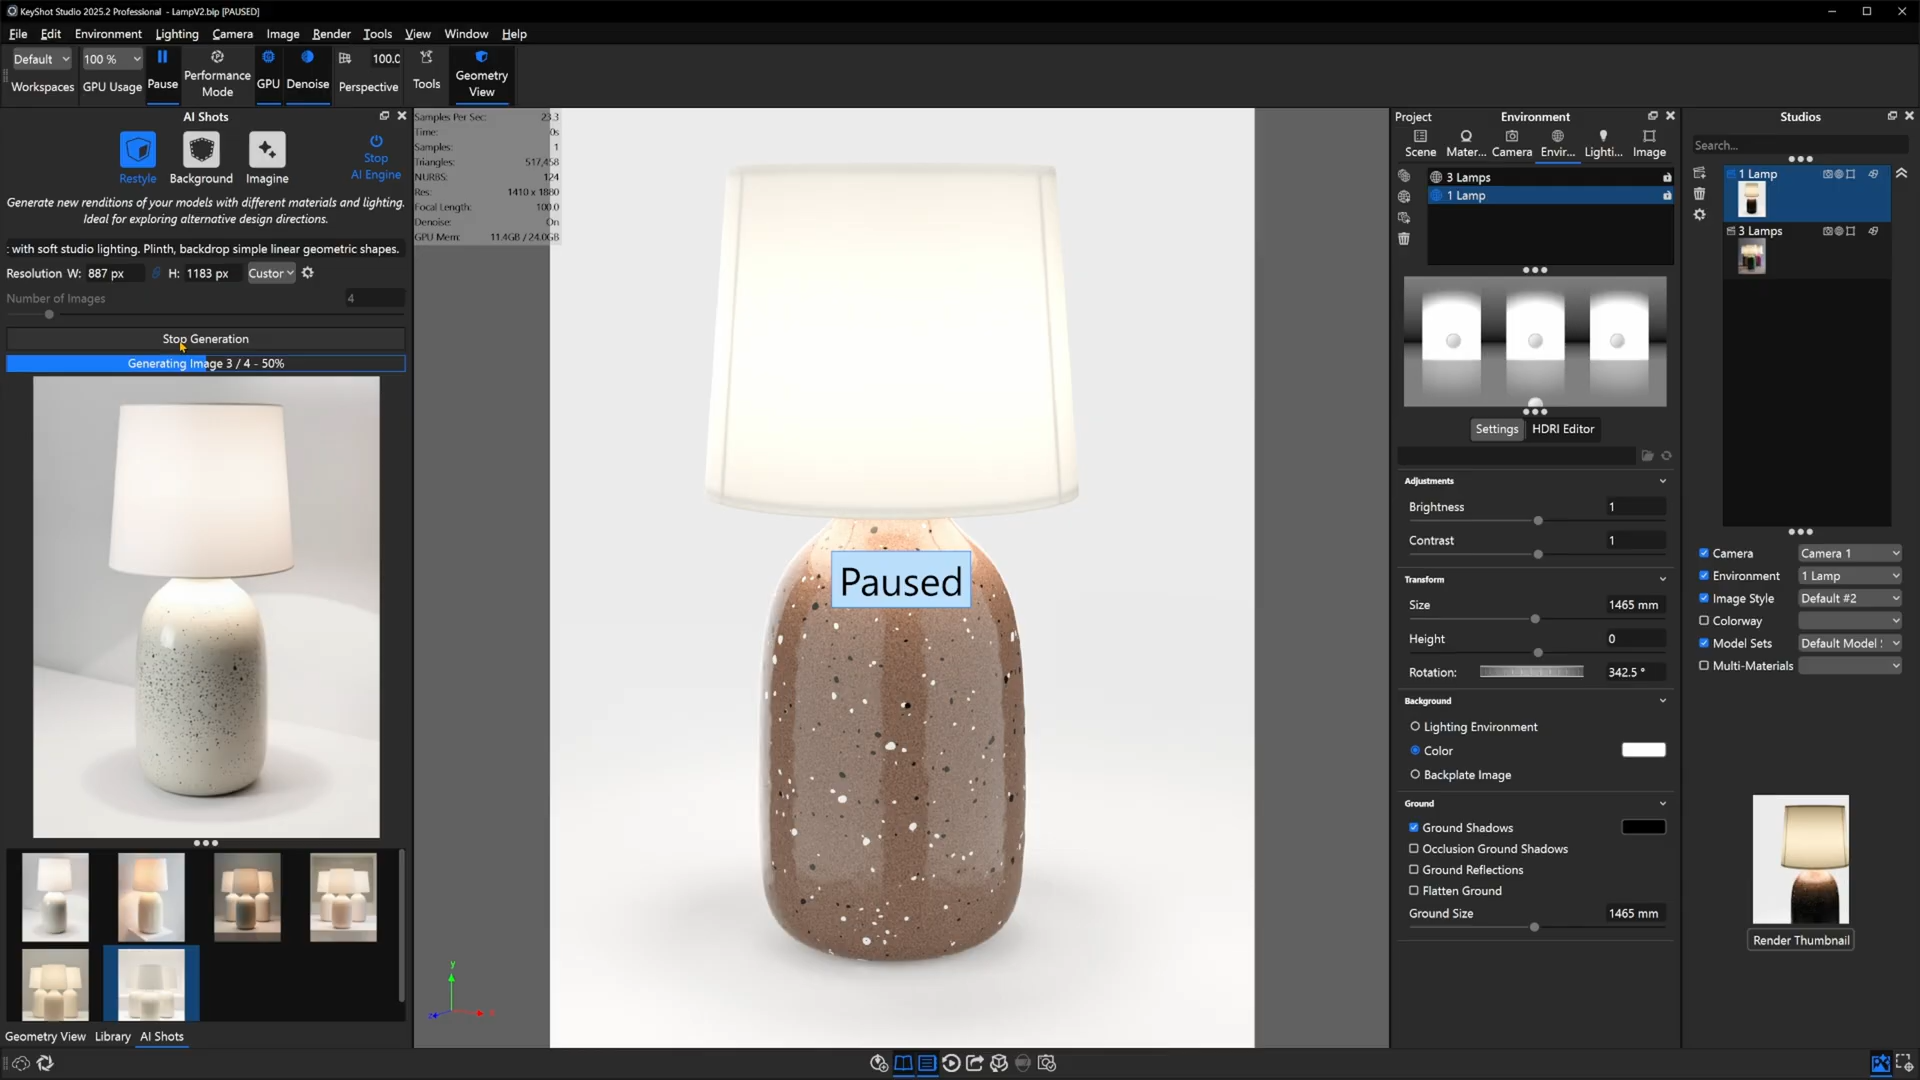 KeyShot Studio 2025.2 Professional - LampV2.bip [PAUSED]
File Edit Environment Lighting Camera Image Render Tools View Window Help
Default 100 % 100.0
Workspaces GPU Usage Pause Performance Mode GPU Denoise Perspective Tools Geometry View
AI Shots
Restyle Background Imagine Stop AI Engine
Generate new renditions of your models with different materials and lighting.
Ideal for exploring alternative design directions.
with soft studio lighting. Plinth, backdrop simple linear geometric shapes.
Resolution W: 887 px H: 1183 px Custor
Number of Images 4
Stop Generation
Generating Image 3 / 4 - 50%
Geometry View Library AI Shots
Samples Per Sec: 23.3
Time: 0s
Samples: 1
Triangles: 517,458
NURBS: 124
Res: 1410 x 1880
Focal Length: 100.0
Denoise: On
GPU Mem: 11.4GB / 24.0GB
Paused
y
x
z
Project Environment
Scene Mater... Camera Envir... Lighti... Image
3 Lamps
1 Lamp
Settings HDRI Editor
Adjustments
Brightness 1
Contrast 1
Transform
Size 1465 mm
Height 0
Rotation: 342.5 °
Background
Lighting Environment
Color
Backplate Image
Ground
Ground Shadows
Occlusion Ground Shadows
Ground Reflections
Flatten Ground
Ground Size 1465 mm
Studios
Search...
1 Lamp
3 Lamps
Camera Camera 1
Environment 1 Lamp
Image Style Default #2
Colorway
Model Sets Default Model
Multi-Materials
Render Thumbnail